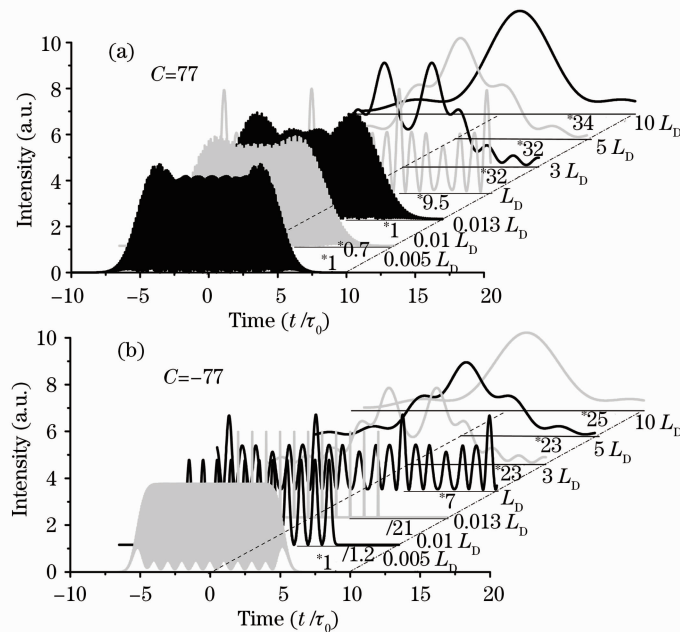 (a)
C=77
Intensity (a.u.)
10
8
6
4
2
0
−10
−5
0
5
10
15
20
Time (t/τ0)
*1
*0.7
*1
*9.5
*32
*32
*34
0.005 LD
0.01 LD
0.013 LD
LD
3 LD
5 LD
10 LD
(b)
C=−77
Intensity (a.u.)
10
8
6
4
2
0
−10
−5
0
5
10
15
20
Time (t/τ0)
*1
/1.2
/21
*7
*23
*23
*25
0.005 LD
0.01 LD
0.013 LD
LD
3 LD
5 LD
10 LD